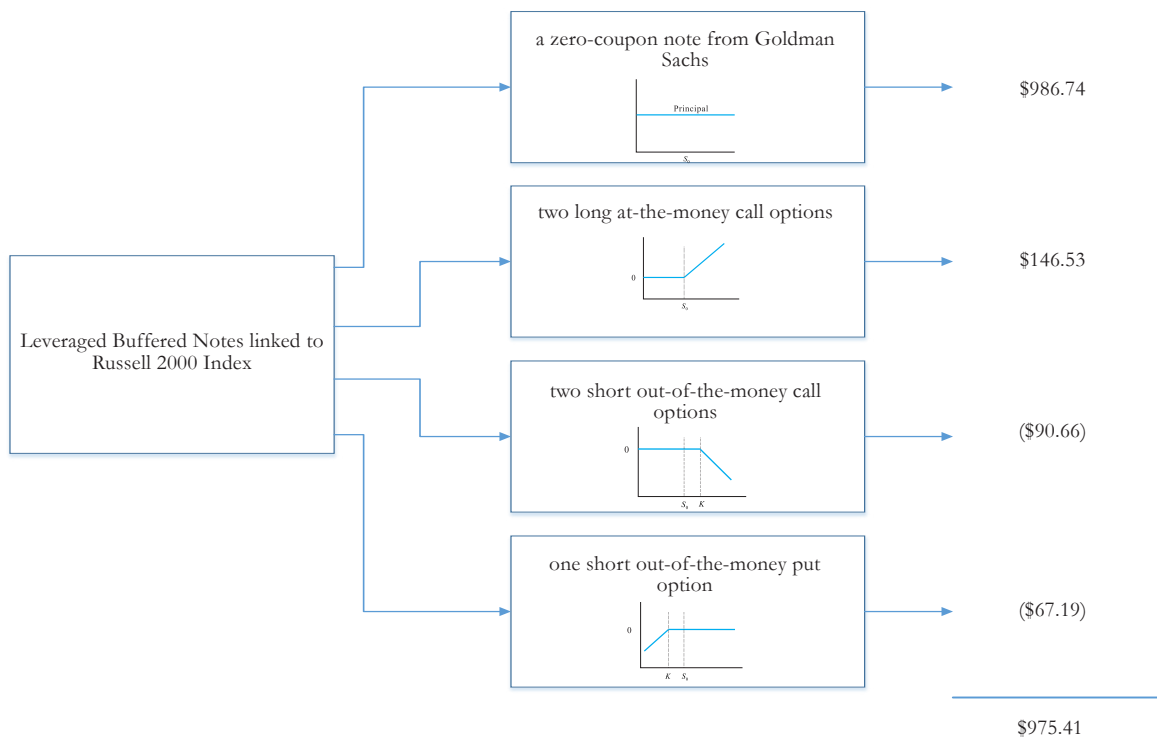 a zero-coupon note from Goldman
Sachs
Principal
S₀
$986.74
two long at-the-money call options
0
S₀
$146.53
Leveraged Buffered Notes linked to
Russell 2000 Index
two short out-of-the-money call
options
0
S₀ K
($90.66)
one short out-of-the-money put
option
0
K S₀
($67.19)
$975.41